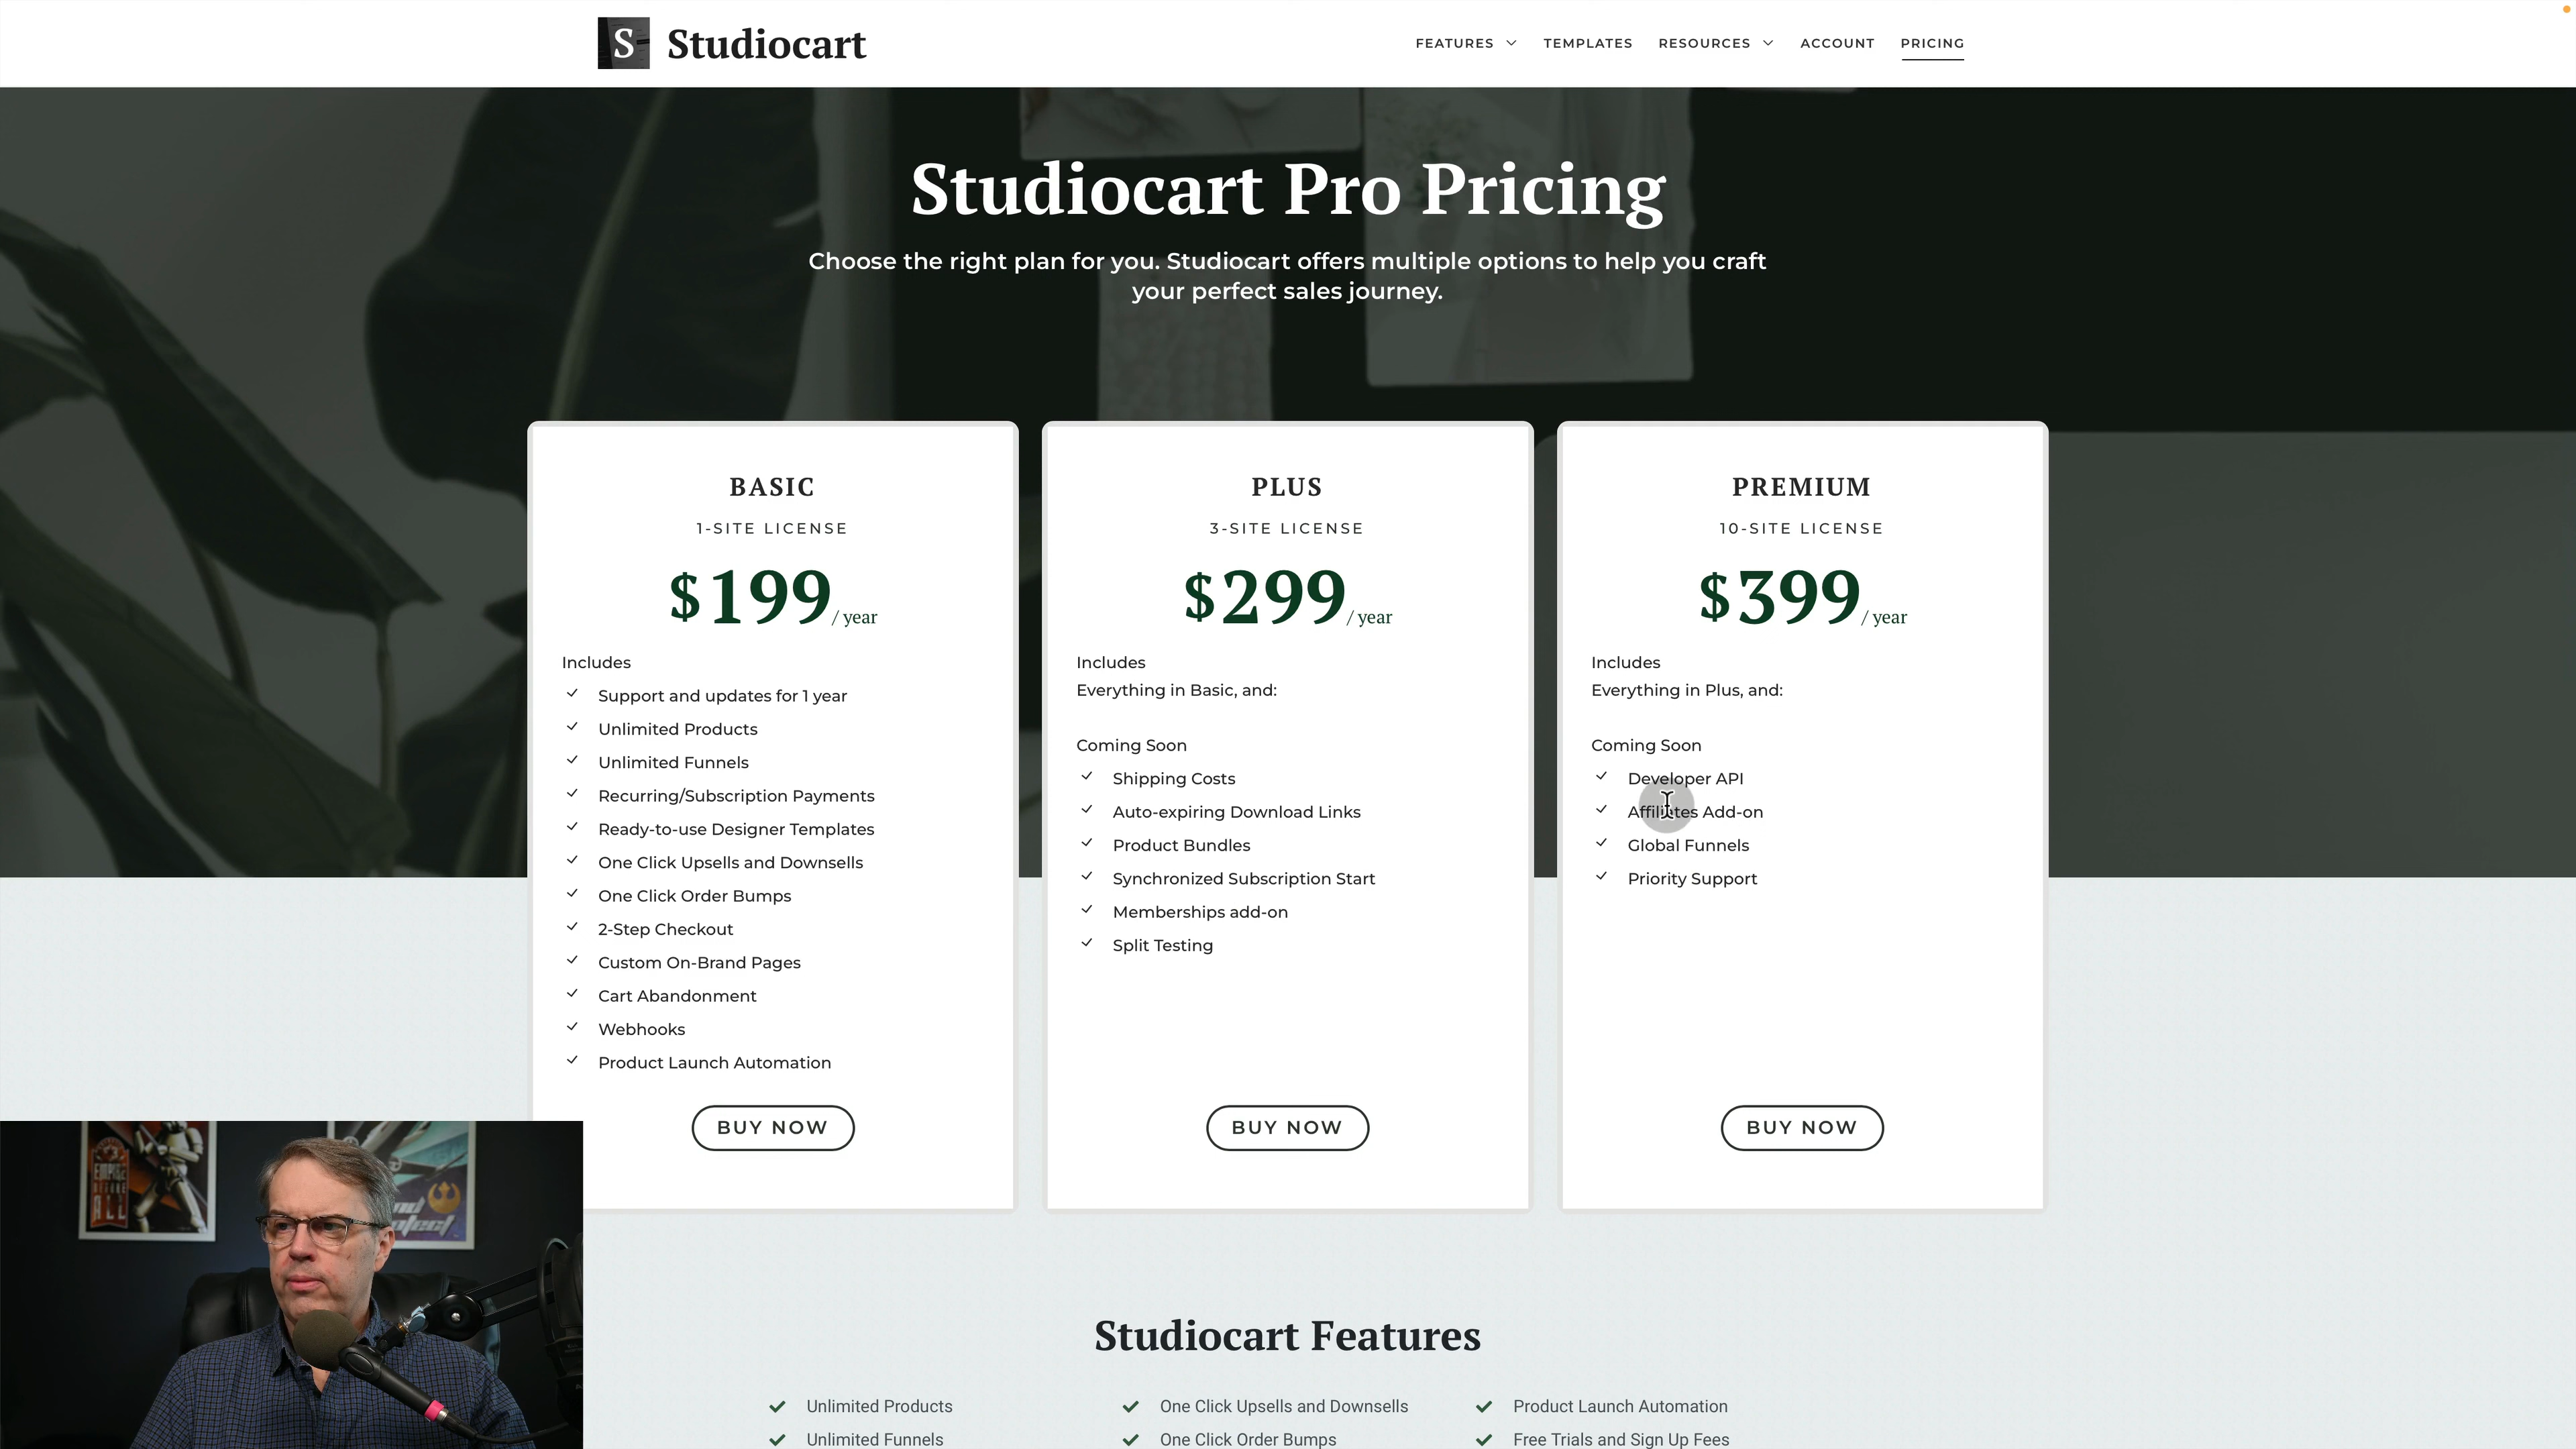 S Studiocart
FEATURES TEMPLATES RESOURCES ACCOUNT PRICING
Studiocart Pro Pricing
Choose the right plan for you. Studiocart offers multiple options to help you craft
your perfect sales journey.
BASIC
1-SITE LICENSE
$199/ year
Includes
Support and updates for 1 year
Unlimited Products
Unlimited Funnels
Recurring/Subscription Payments
Ready-to-use Designer Templates
One Click Upsells and Downsells
One Click Order Bumps
2-Step Checkout
Custom On-Brand Pages
Cart Abandonment
Webhooks
Product Launch Automation
BUY NOW
PLUS
3-SITE LICENSE
$299/ year
Includes
Everything in Basic, and:
Coming Soon
Shipping Costs
Auto-expiring Download Links
Product Bundles
Synchronized Subscription Start
Memberships add-on
Split Testing
BUY NOW
PREMIUM
10-SITE LICENSE
$399/ year
Includes
Everything in Plus, and:
Coming Soon
Developer API
Affiliates Add-on
Global Funnels
Priority Support
BUY NOW
EMPIRE
ALL
Studiocart Features
Unlimited Products
One Click Upsells and Downsells
Product Launch Automation
Unlimited Funnels
One Click Order Bumps
Free Trials and Sign Up Fees